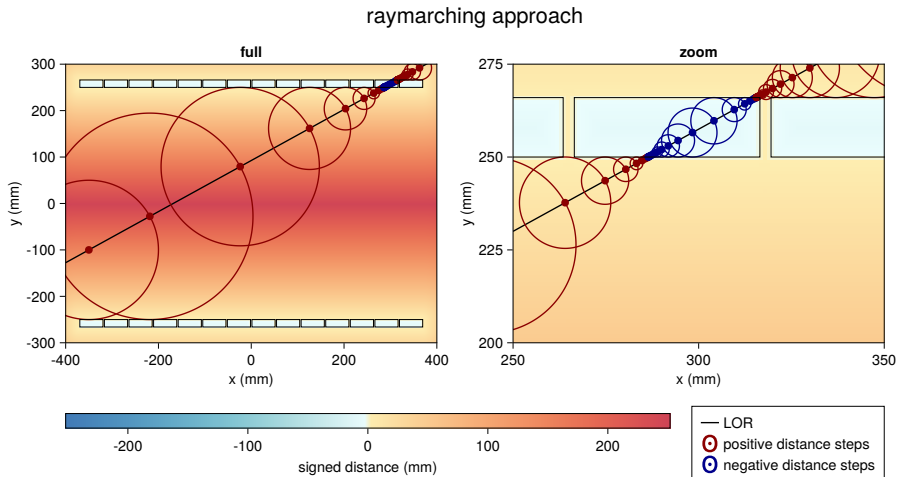 raymarching approach
full
zoom
300
200
100
0
-100
-200
-300
y (mm)
-400
-200
0
200
400
x (mm)
275
250
225
200
y (mm)
250
300
350
x (mm)
-200
-100
0
100
200
signed distance (mm)
LOR
positive distance steps
negative distance steps